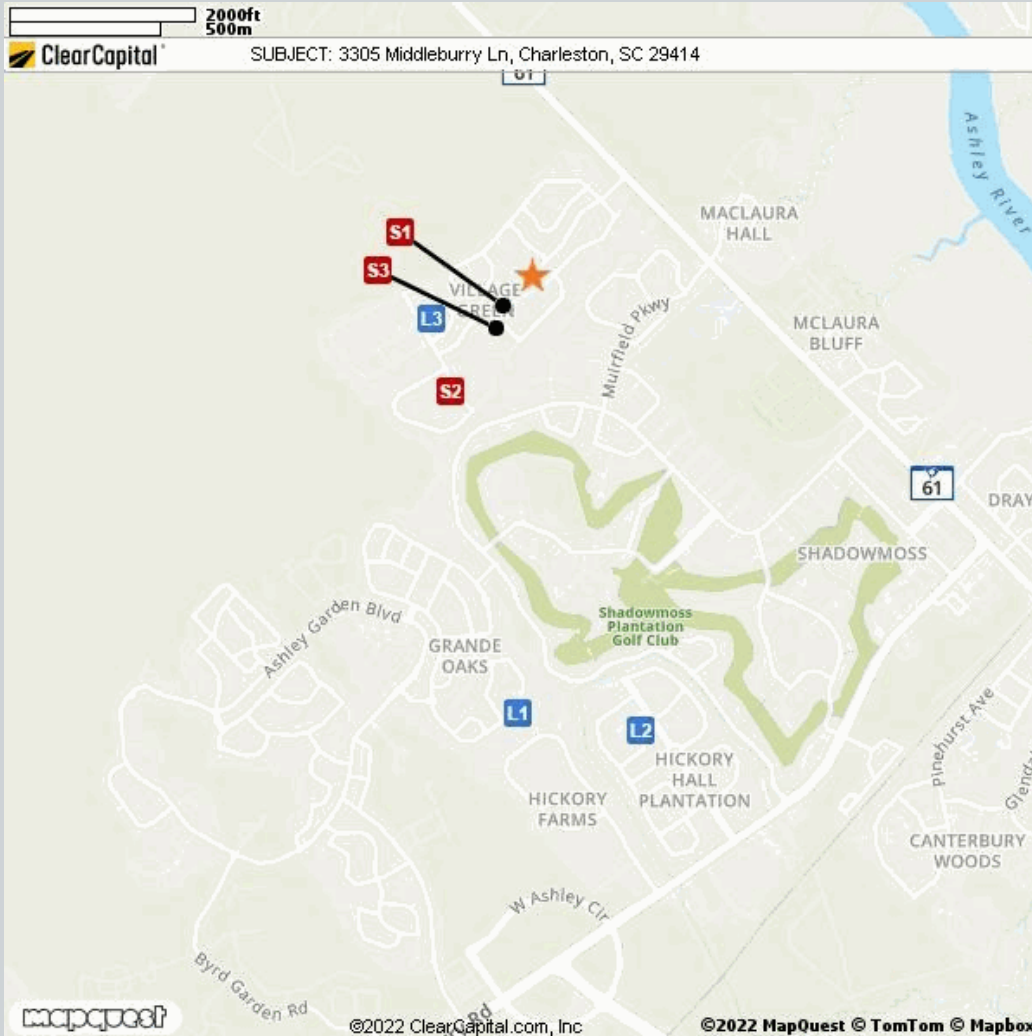 2000ft
500m
ClearCapital
SUBJECT: 3305 Middleburry Ln, Charleston, SC 29414
61
Ashley River
MACLAURA
HALL
S1
S3
VILLAGE
GREEN
L3
Muirfield Pkwy
MCLAURA
BLUFF
S2
61
DRAY
SHADOWMOSS
Shadowmoss
Plantation
Golf Club
Ashley Garden Blvd
GRANDE
OAKS
L1
L2
Pinehurst Ave
Glenda
HICKORY
HALL
PLANTATION
HICKORY
FARMS
CANTERBURY
WOODS
W Ashley Cir
Byrd Garden Rd
Rd
mapquest
©2022 ClearCapital.com, Inc
©2022 MapQuest © TomTom © Mapbo